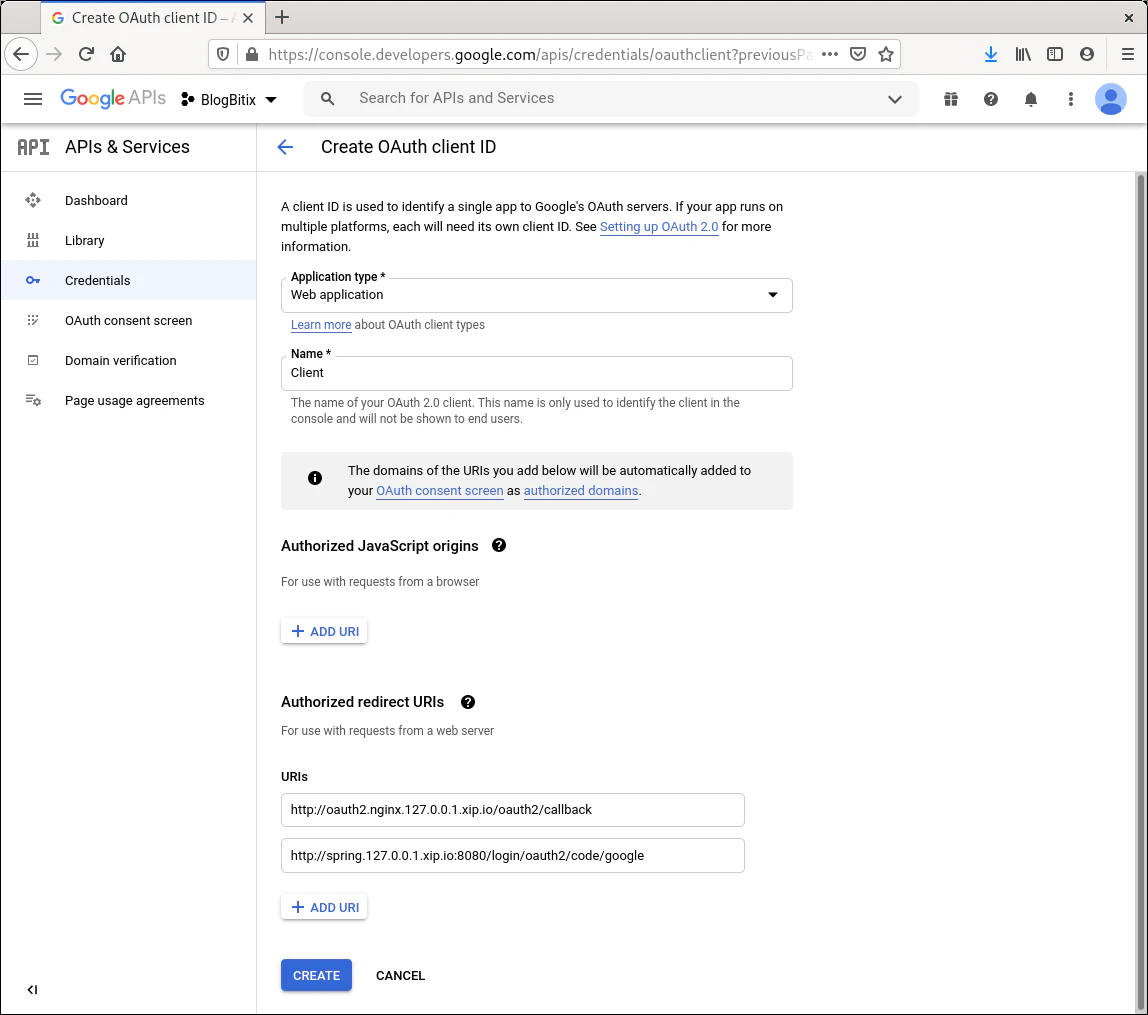 Create OAuth client ID – A
https://console.developers.google.com/apis/credentials/oauthclient?previousPa
Google APIs
BlogBitix
Search for APIs and Services
API APIs & Services
Create OAuth client ID
Dashboard
Library
Credentials
OAuth consent screen
Domain verification
Page usage agreements
A client ID is used to identify a single app to Google's OAuth servers. If your app runs on
multiple platforms, each will need its own client ID. See Setting up OAuth 2.0 for more
information.
Application type *
Web application
Learn more about OAuth client types
Name *
Client
The name of your OAuth 2.0 client. This name is only used to identify the client in the
console and will not be shown to end users.
The domains of the URIs you add below will be automatically added to
your OAuth consent screen as authorized domains.
Authorized JavaScript origins
For use with requests from a browser
ADD URI
Authorized redirect URIs
For use with requests from a web server
URIs
http://oauth2.nginx.127.0.0.1.xip.io/oauth2/callback
http://spring.127.0.0.1.xip.io:8080/login/oauth2/code/google
ADD URI
CREATE
CANCEL